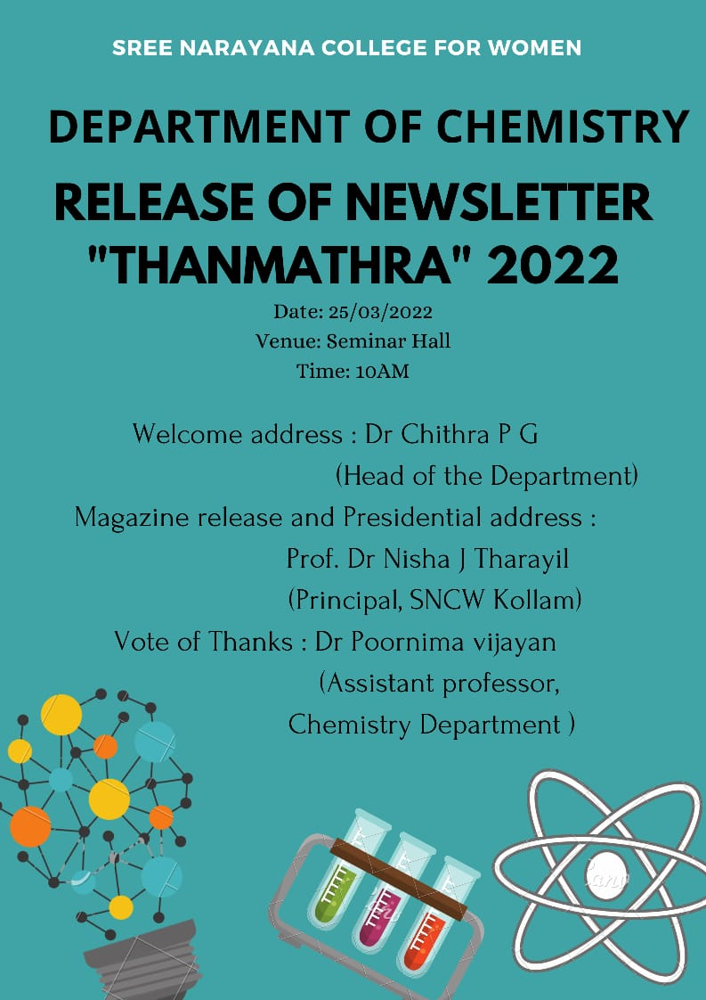 SREE NARAYANA COLLEGE FOR WOMEN
DEPARTMENT OF CHEMISTRY
RELEASE OF NEWSLETTER
"THANMATHRA" 2022
Date: 25/03/2022
Venue: Seminar Hall
Time: 10AM
Welcome address : Dr Chithra P G
(Head of the Department)
Magazine release and Presidential address :
Prof. Dr Nisha J Tharayil
(Principal, SNCW Kollam)
Vote of Thanks : Dr Poornima vijayan
(Assistant professor,
Chemistry Department )